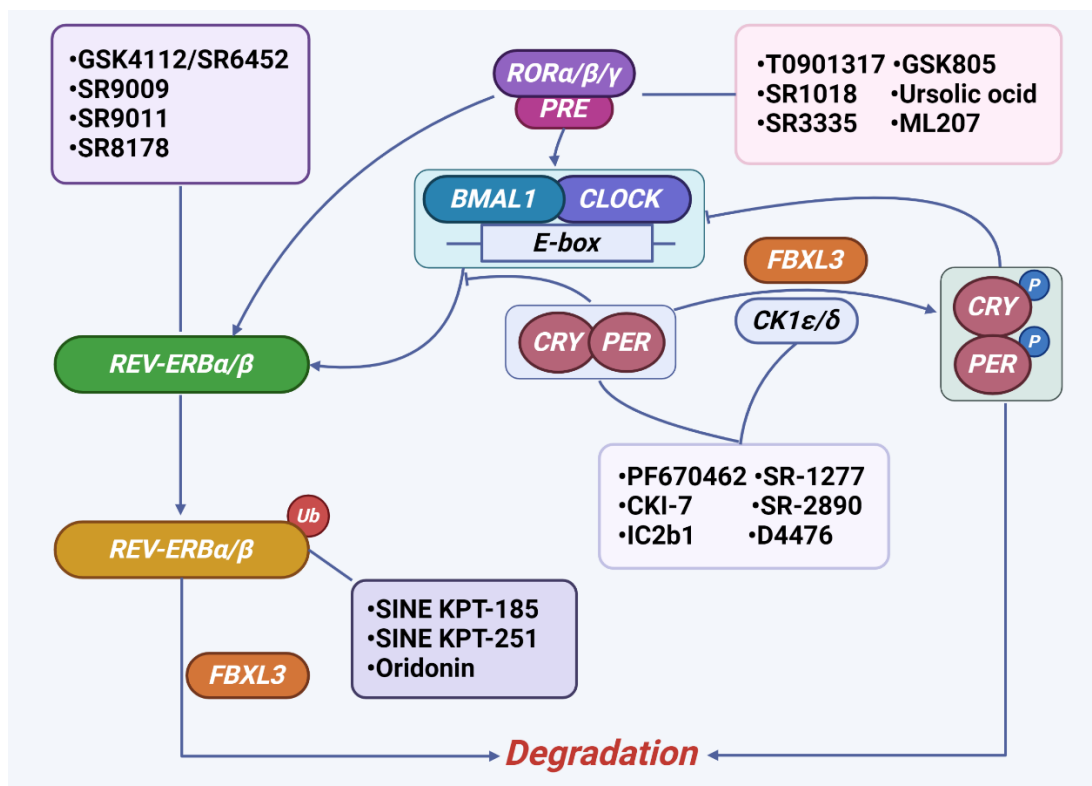 •GSK4112/SR6452
•SR9009
•SR9011
•SR8178
RORα/β/γ
PRE
•T0901317 •GSK805
•SR1018 •Ursolic ocid
•SR3335 •ML207
BMAL1 CLOCK
E-box
FBXL3
CK1ε/δ
CRY PER
CRY P
PER P
REV-ERBα/β
•PF670462 •SR-1277
•CKI-7 •SR-2890
•IC2b1 •D4476
REV-ERBα/β Ub
•SINE KPT-185
•SINE KPT-251
•Oridonin
FBXL3
Degradation